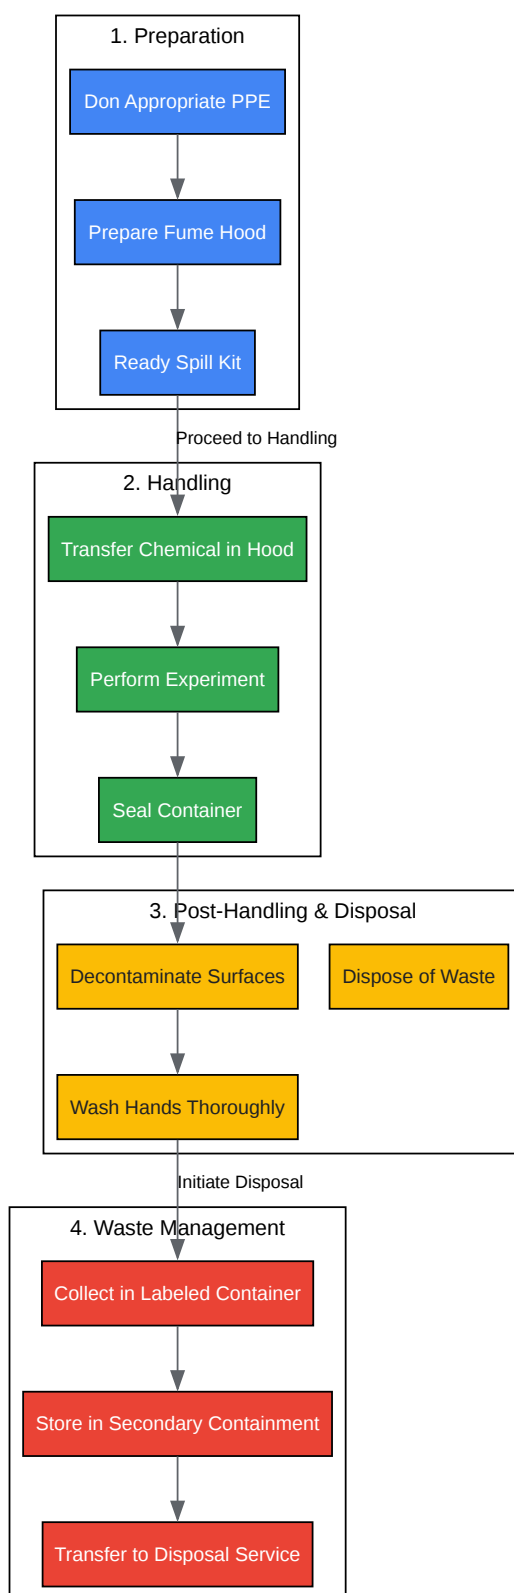 1. Preparation
Don Appropriate PPE
Prepare Fume Hood
Ready Spill Kit
Proceed to Handling
2. Handling
Transfer Chemical in Hood
Perform Experiment
Seal Container
3. Post-Handling & Disposal
Decontaminate Surfaces
Dispose of Waste
Wash Hands Thoroughly
Initiate Disposal
4. Waste Management
Collect in Labeled Container
Store in Secondary Containment
Transfer to Disposal Service